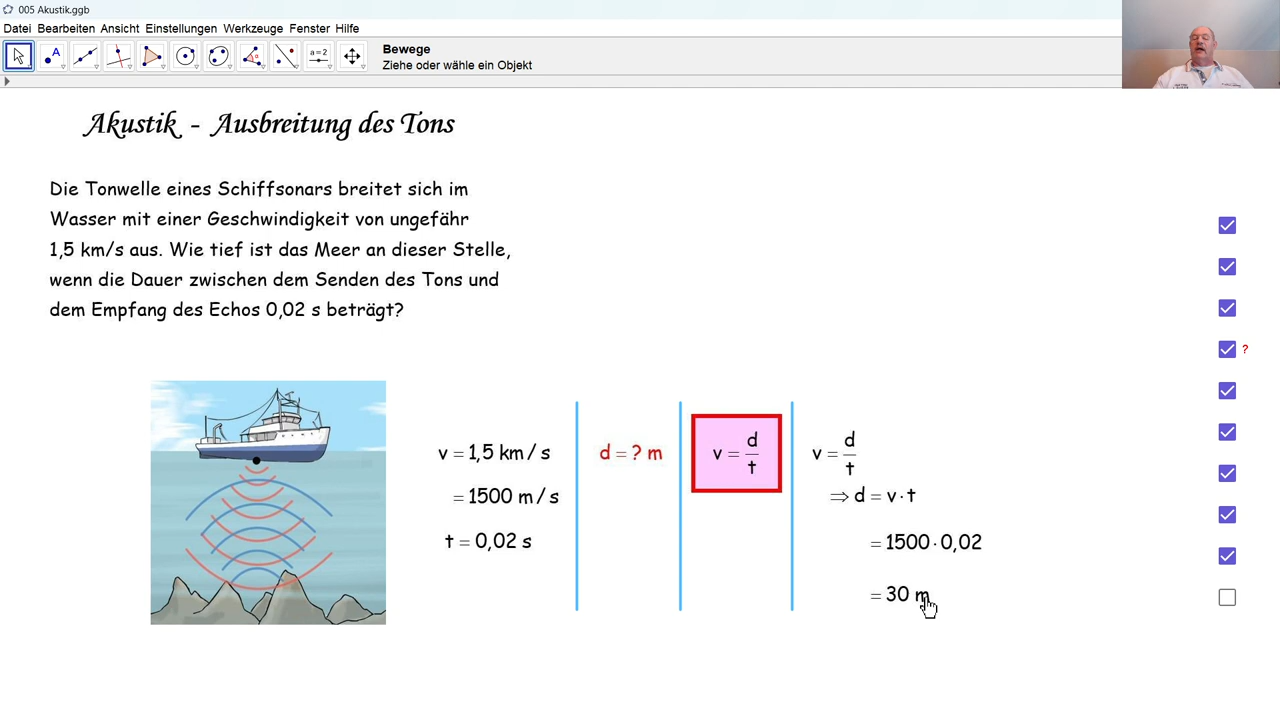 005 Akustik.ggb
Datei Bearbeiten Ansicht Einstellungen Werkzeuge Fenster Hilfe
A
a=2
Bewege
Ziehe oder wähle ein Objekt
Akustik - Ausbreitung des Tons
Die Tonwelle eines Schiffsonars breitet sich im
Wasser mit einer Geschwindigkeit von ungefähr
1,5 km/s aus. Wie tief ist das Meer an dieser Stelle,
wenn die Dauer zwischen dem Senden des Tons und
dem Empfang des Echos 0,02 s beträgt?
?
v = 1,5 km / s
= 1500 m / s
t = 0,02 s
d = ? m
v = d/t
v = d/t
⇒ d = v · t
= 1500 · 0,02
= 30 m